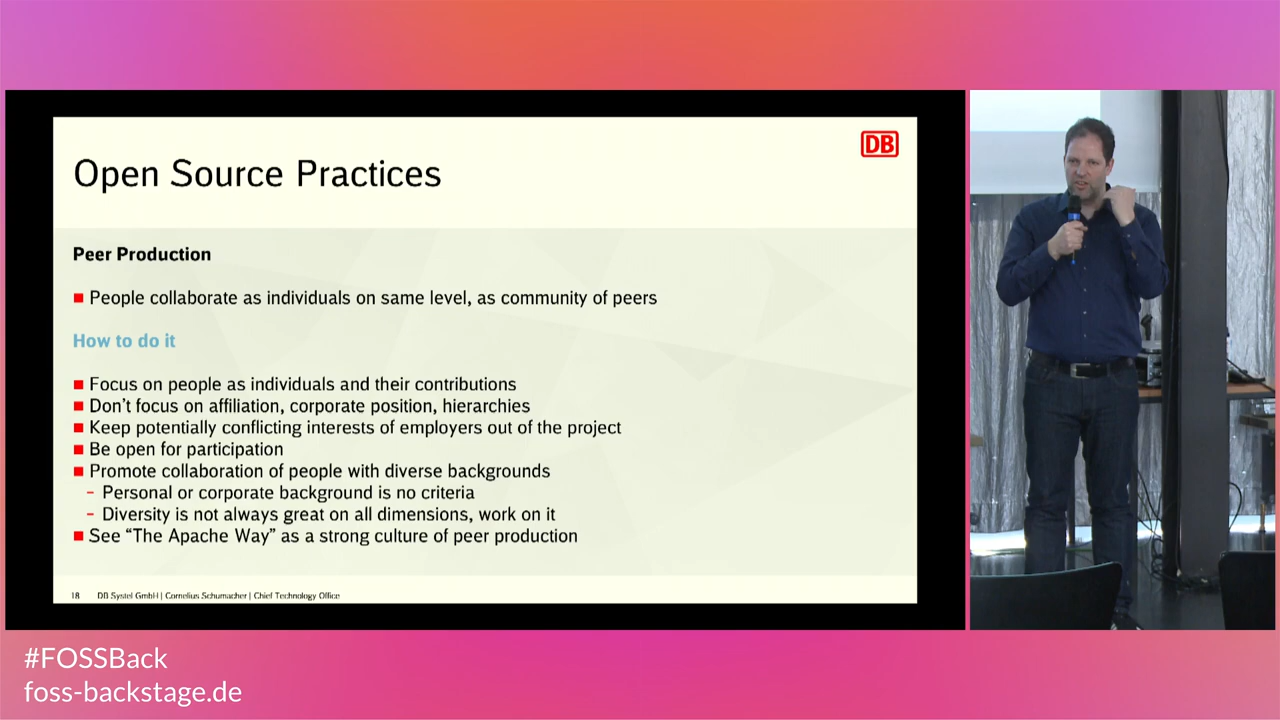 DB
Open Source Practices
Peer Production
People collaborate as individuals on same level, as community of peers
How to do it
Focus on people as individuals and their contributions
Don't focus on affiliation, corporate position, hierarchies
Keep potentially conflicting interests of employers out of the project
Be open for participation
Promote collaboration of people with diverse backgrounds
– Personal or corporate background is no criteria
– Diversity is not always great on all dimensions, work on it
See “The Apache Way” as a strong culture of peer production
18 DB Systel GmbH | Cornelius Schumacher | Chief Technology Office
#FOSSBack
foss-backstage.de